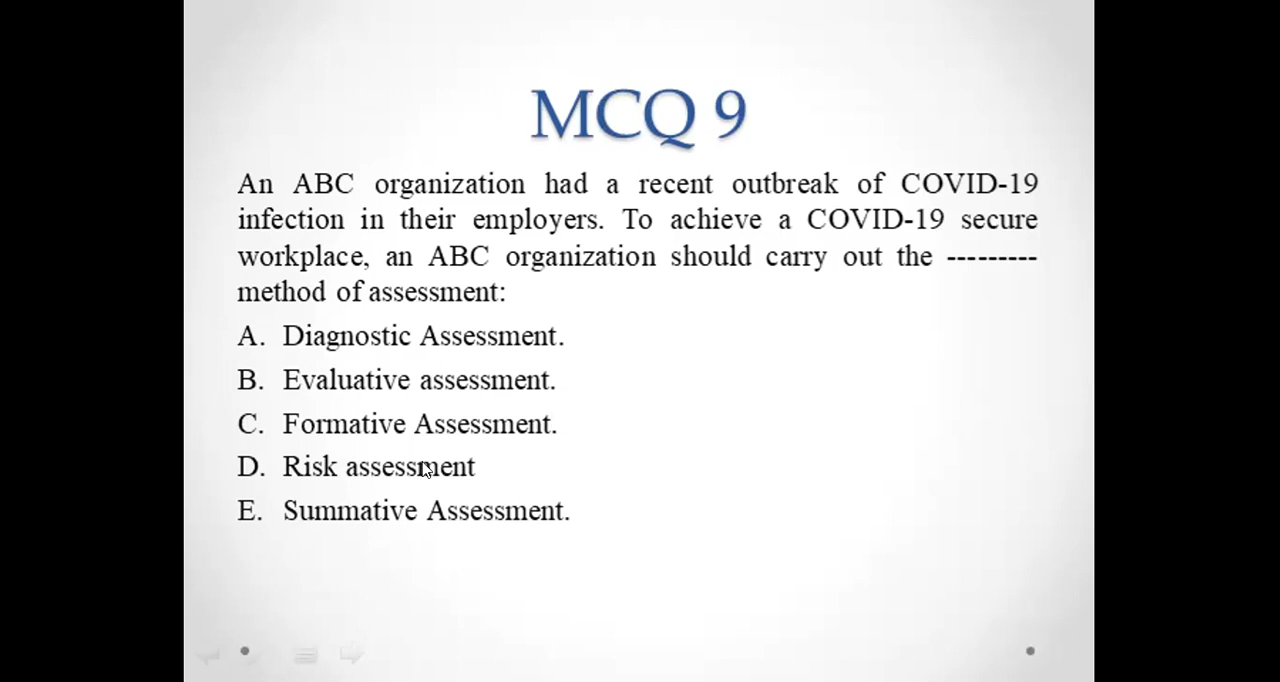 MCQ 9
An ABC organization had a recent outbreak of COVID-19
infection in their employers. To achieve a COVID-19 secure
workplace, an ABC organization should carry out the ---------
method of assessment:
A. Diagnostic Assessment.
B. Evaluative assessment.
C. Formative Assessment.
D. Risk assessment
E. Summative Assessment.